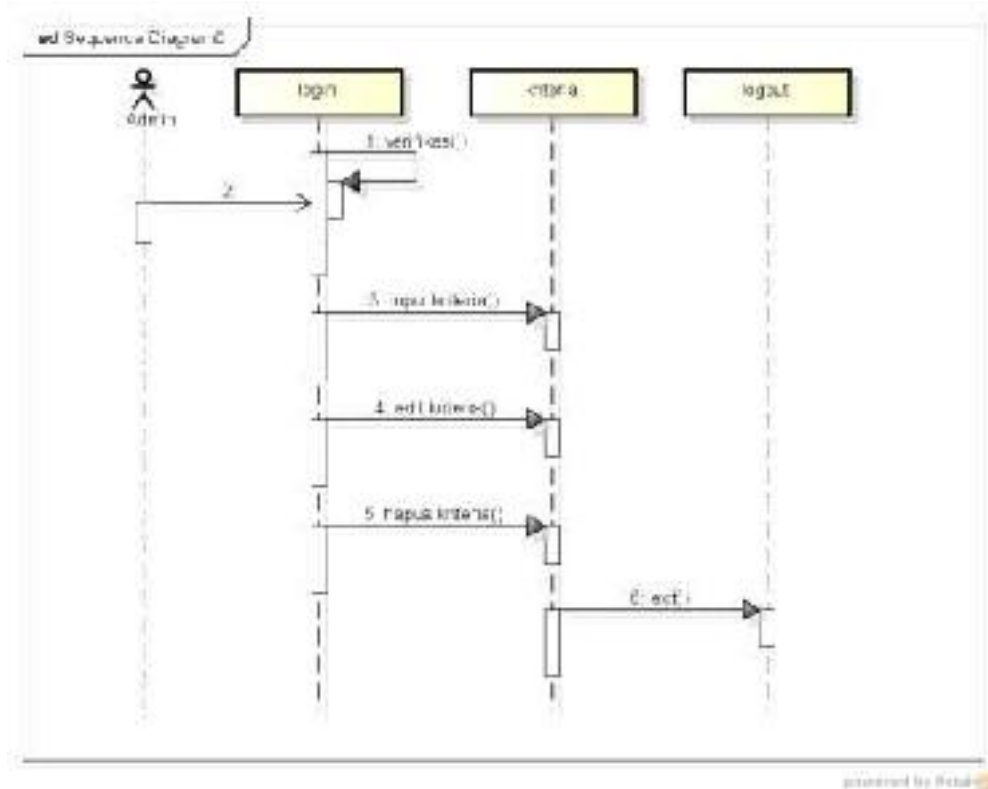 sd Sequence Diagram
Admin
login
kriteria
logout
1: verifikasi()
2:
3: input kriteria()
4: edit kriteria()
5: hapus kriteria()
6: exit()
powered by Astah